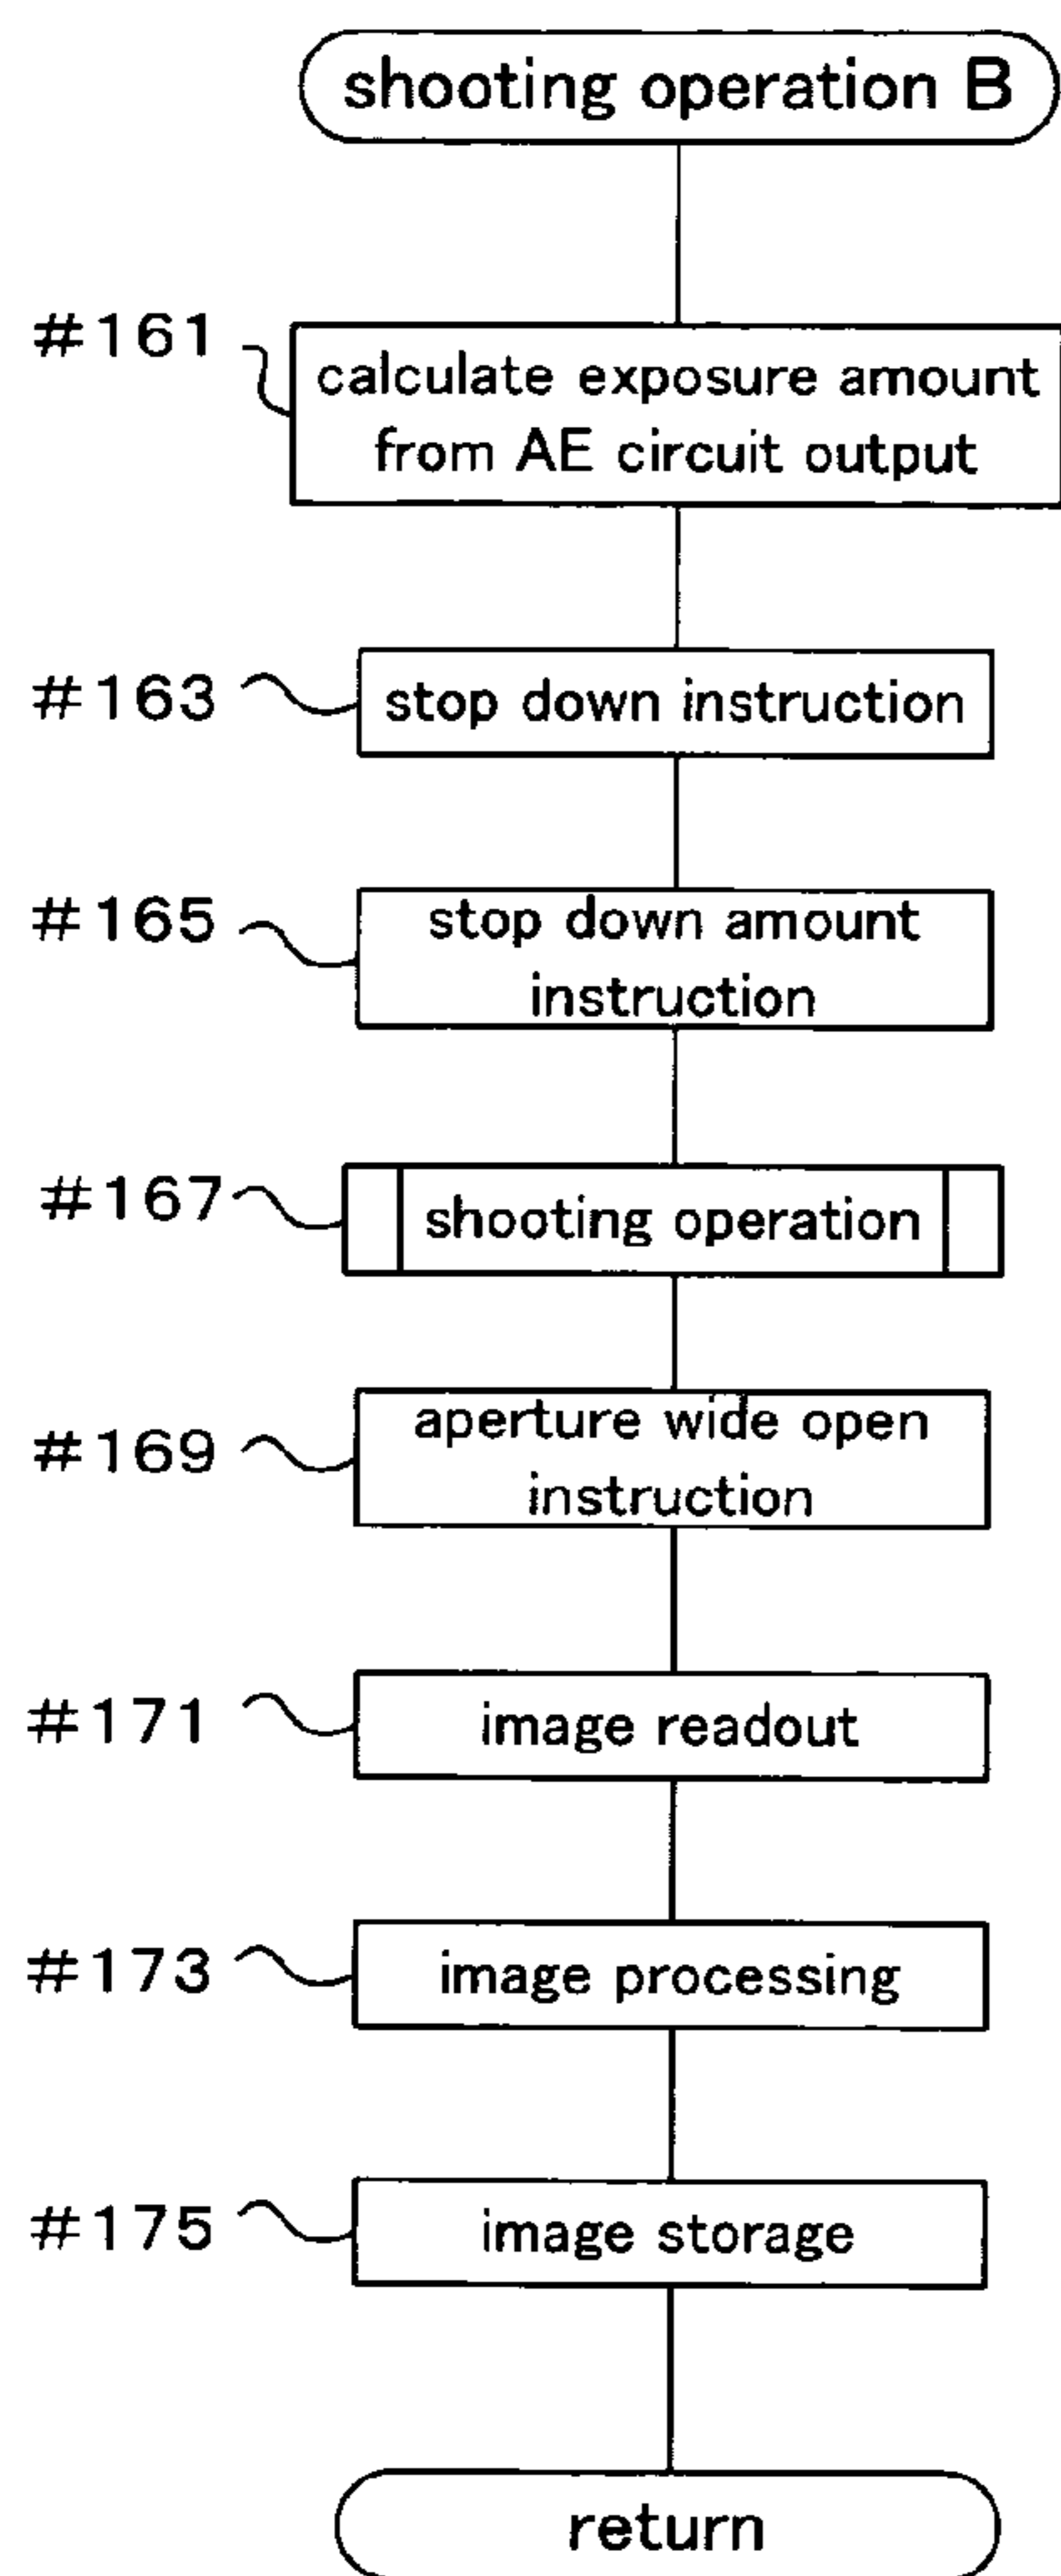 shooting operation B
#161
calculate exposure amount
from AE circuit output
#163
stop down instruction
#165
stop down amount
instruction
#167
shooting operation
#169
aperture wide open
instruction
#171
image readout
#173
image processing
#175
image storage
return